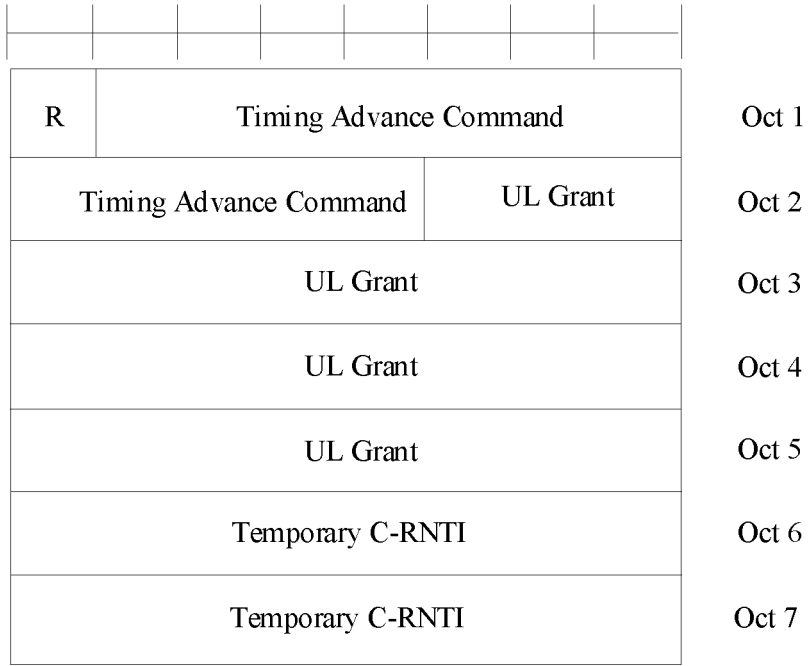 R Timing Advance Command Oct 1
Timing Advance Command UL Grant Oct 2
UL Grant Oct 3
UL Grant Oct 4
UL Grant Oct 5
Temporary C-RNTI Oct 6
Temporary C-RNTI Oct 7